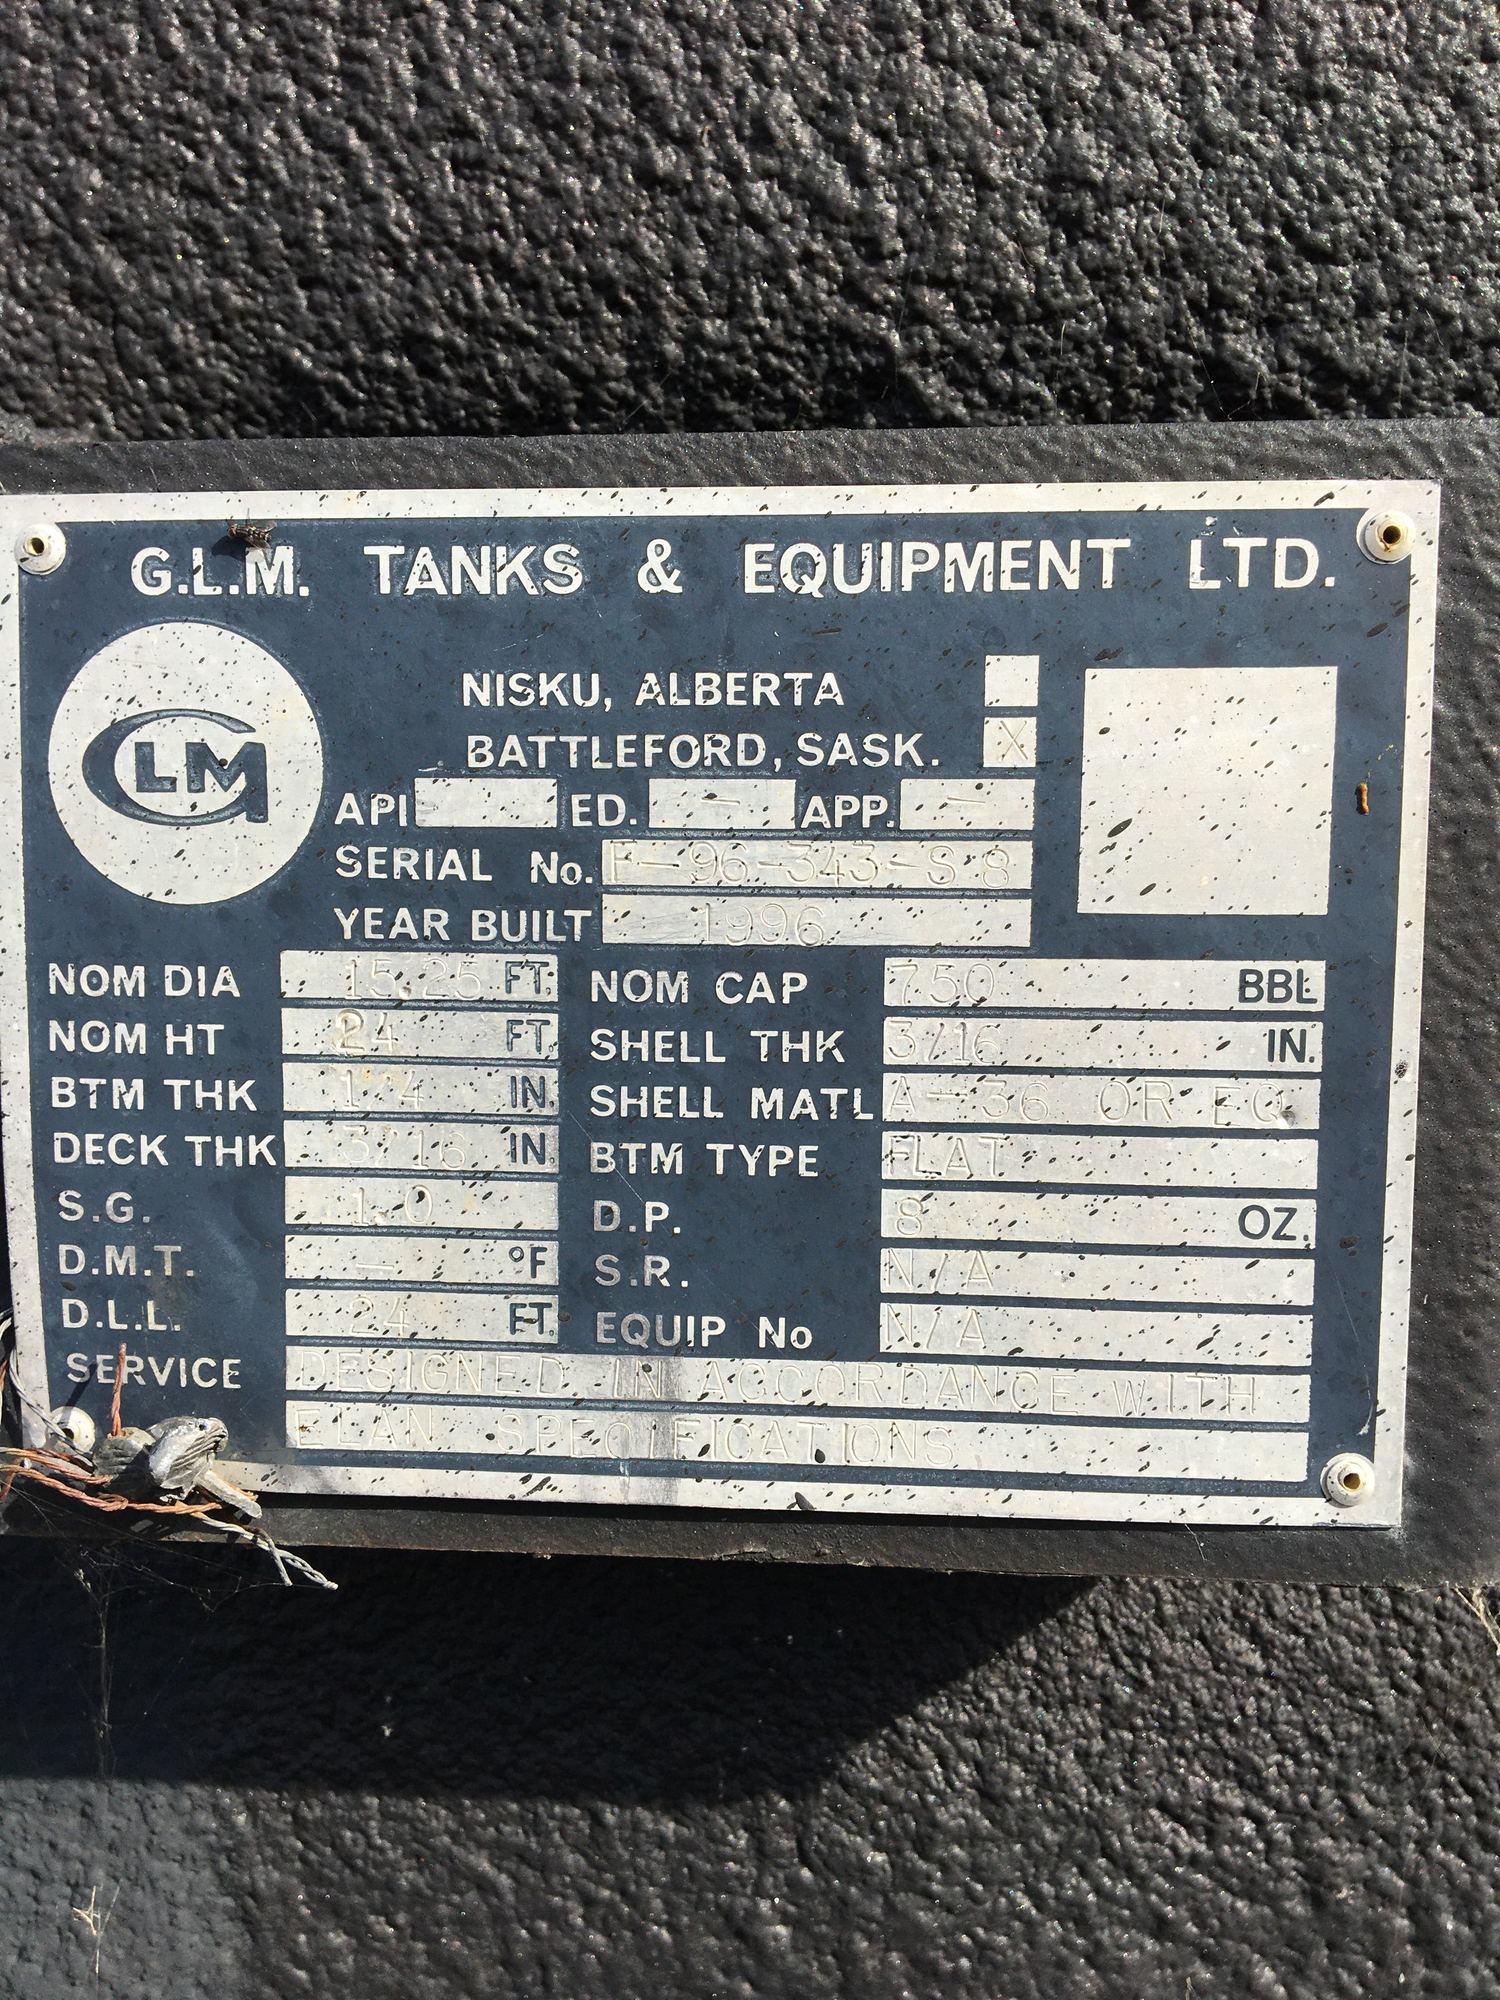 G.L.M. TANKS & EQUIPMENT LTD.
GLM
NISKU, ALBERTA
BATTLEFORD, SASK. X
API - ED. - APP. -
SERIAL No. F-96-343-S8
YEAR BUILT 1996
NOM DIA 15.25 FT. NOM CAP 750 BBL
NOM HT 24 FT. SHELL THK 3/16 IN.
BTM THK 1/4 IN. SHELL MATL A-36 OR EQ.
DECK THK 3/16 IN BTM TYPE FLAT
S.G. 1.0 D.P. 8 OZ.
D.M.T. - °F S.R. N/A
D.L.L. 24 FT. EQUIP No N/A
SERVICE DESIGNED IN ACCORDANCE WITH
ELAN SPECIFICATIONS